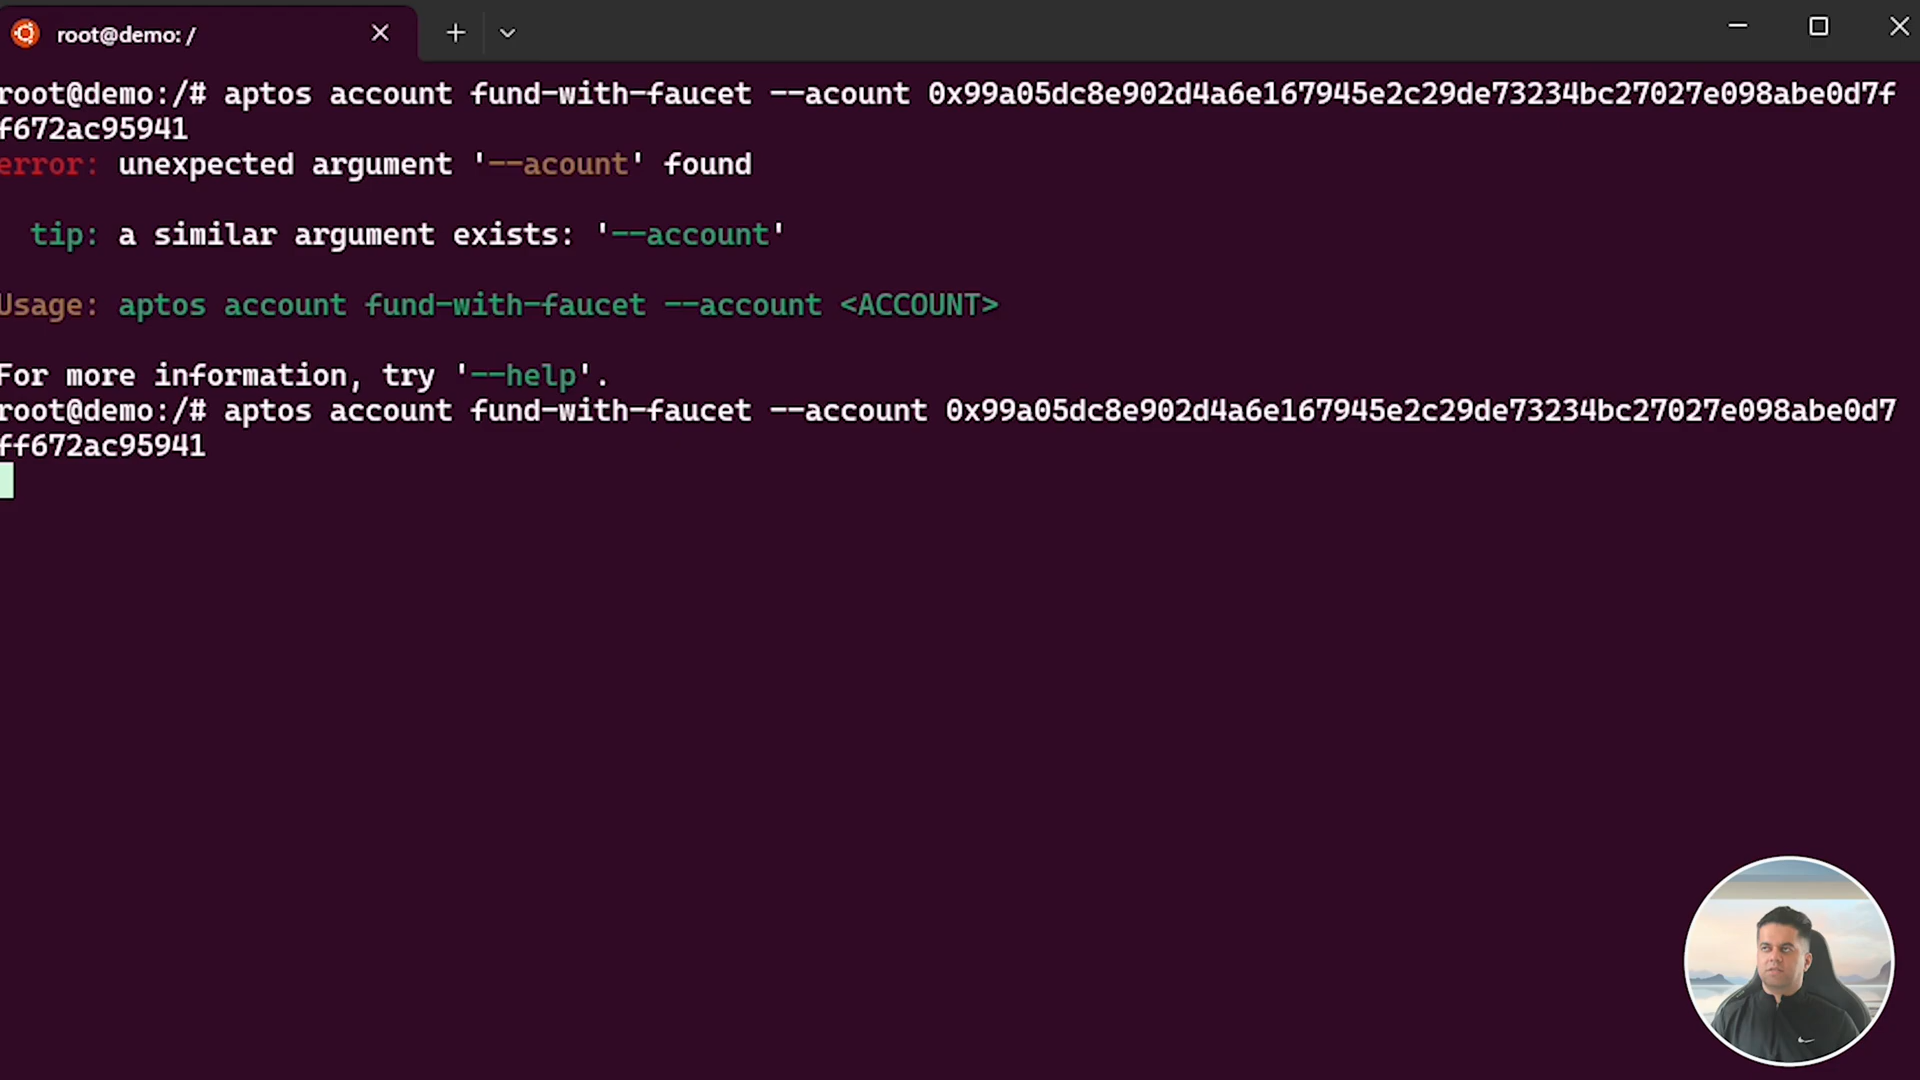 root@demo: /
root@demo:/# aptos account fund-with-faucet --acount 0x99a05dc8e902d4a6e167945e2c29de73234bc27027e098abe0d7f
f672ac95941
error: unexpected argument '--acount' found
tip: a similar argument exists: '--account'
Usage: aptos account fund-with-faucet --account <ACCOUNT>
For more information, try '--help'.
root@demo:/# aptos account fund-with-faucet --account 0x99a05dc8e902d4a6e167945e2c29de73234bc27027e098abe0d7
ff672ac95941